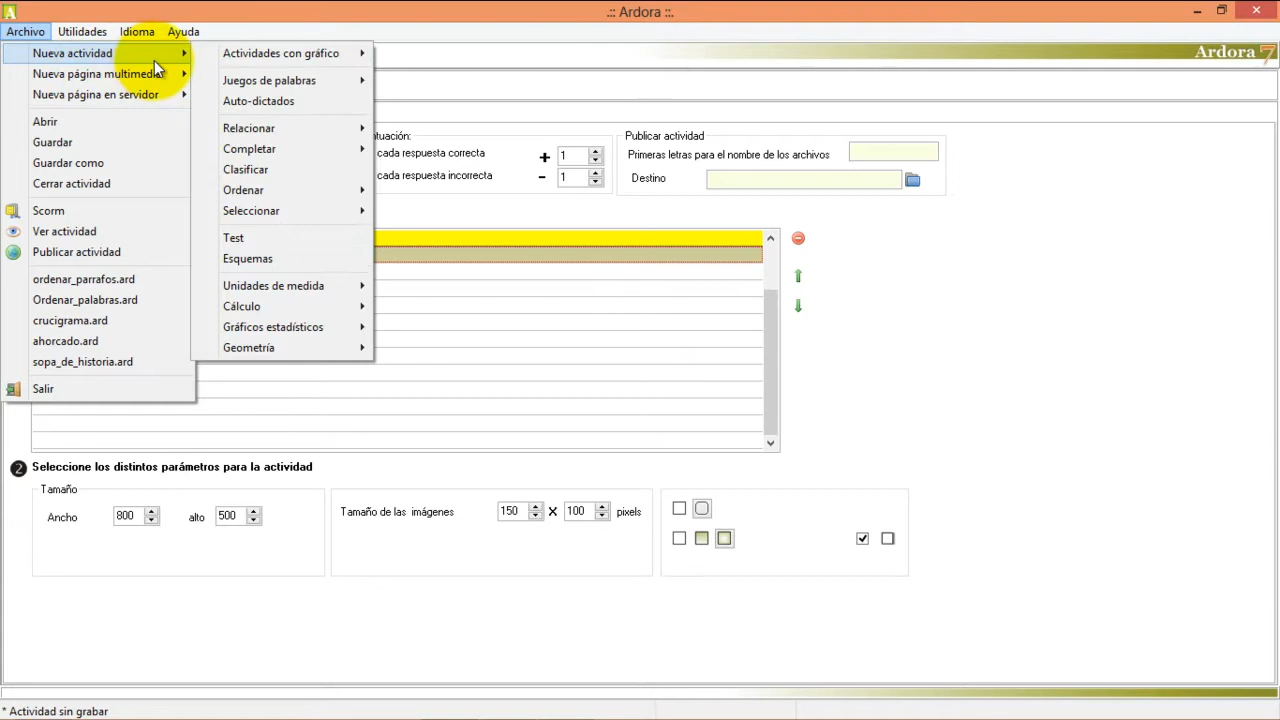 .:: Ardora ::.
Archivo Utilidades Idioma Ayuda
Ardora 7
Nueva actividad
Nueva página multimedia
Nueva página en servidor
Abrir
Guardar
Guardar como
Cerrar actividad
Scorm
Ver actividad
Publicar actividad
ordenar_parrafos.ard
Ordenar_palabras.ard
crucigrama.ard
ahorcado.ard
sopa_de_historia.ard
Salir
Actividades con gráfico
Juegos de palabras
Auto-dictados
Relacionar
Completar
Clasificar
Ordenar
Seleccionar
Test
Esquemas
Unidades de medida
Cálculo
Gráficos estadísticos
Geometría
cada respuesta correcta + 1
cada respuesta incorrecta - 1
Publicar actividad
Primeras letras para el nombre de los archivos
Destino
2 Seleccione los distintos parámetros para la actividad
Tamaño
Ancho 800 alto 500
Tamaño de las imágenes 150 X 100 pixels
* Actividad sin grabar